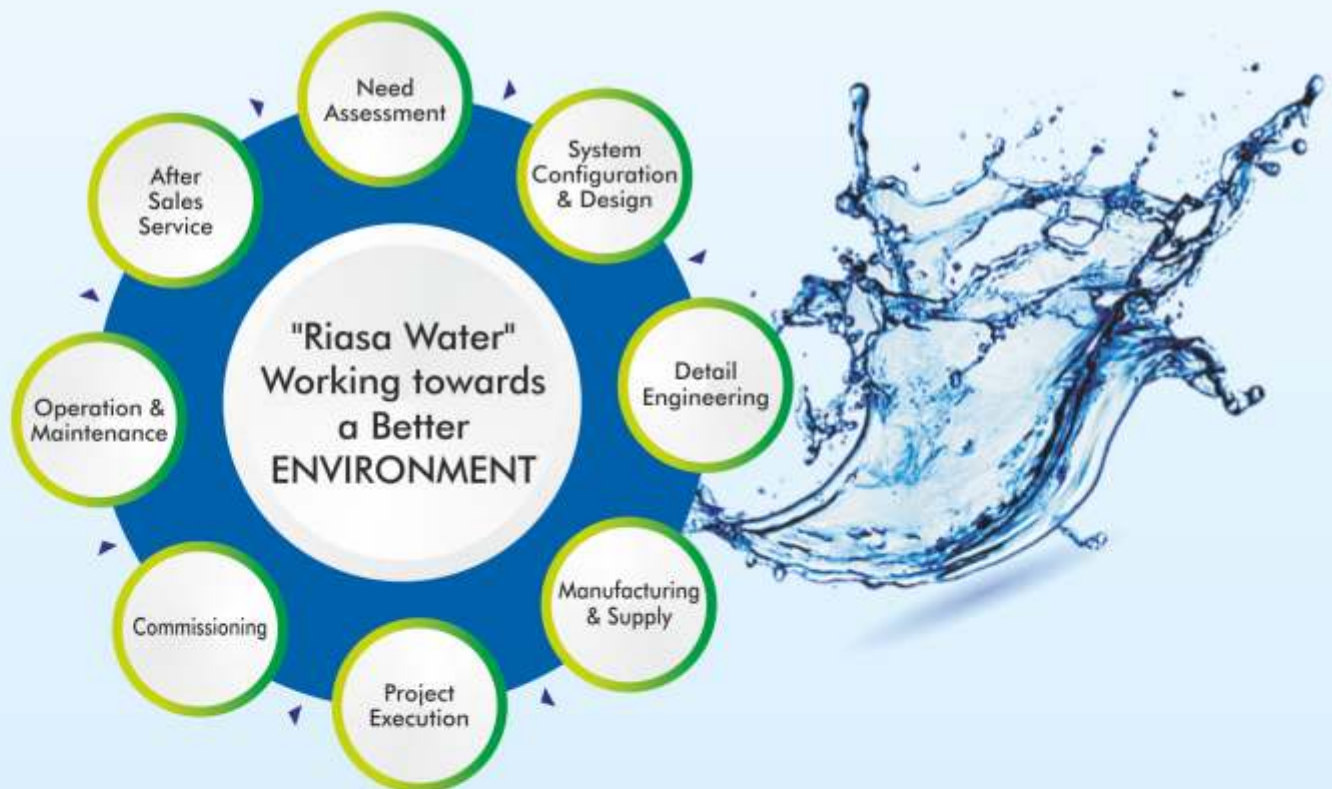 Need
Assessment
System
Configuration
& Design
Detail
Engineering
Manufacturing
& Supply
Project
Execution
Commissioning
Operation &
Maintenance
After
Sales
Service
"Riasa Water"
Working towards
a Better
ENVIRONMENT